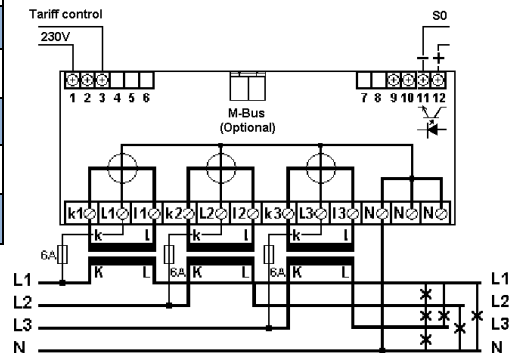 Tariff control
S0
230V
− +
1 2 3 4 5 6
7 8 9 10 11 12
M-Bus
(Optional)
k1 L1 l1 k2 L2 l2 k3 L3 l3 N N N
k l k l k l
6A 6A 6A
K L K L K L
L1 L1
L2 L2
L3 L3
N N